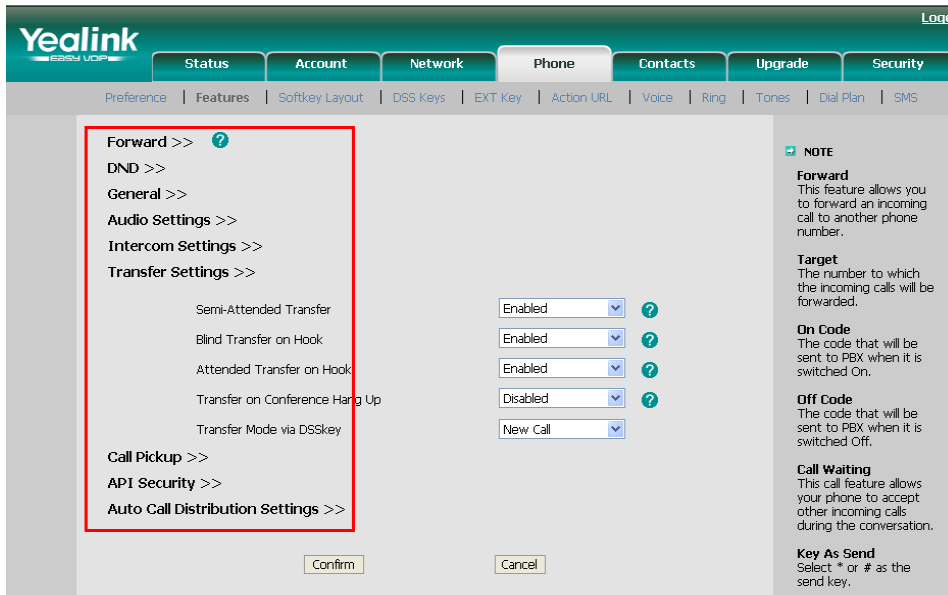 Logo
Yealink
EASY VOIP
Status Account Network Phone Contacts Upgrade Security
Preference | Features | Softkey Layout | DSS Keys | EXT Key | Action URL | Voice | Ring | Tones | Dial Plan | SMS
Forward >> ?
DND >>
General >>
Audio Settings >>
Intercom Settings >>
Transfer Settings >>
Semi-Attended Transfer Enabled ?
Blind Transfer on Hook Enabled ?
Attended Transfer on Hook Enabled ?
Transfer on Conference Hang Up Disabled ?
Transfer Mode via DSSkey New Call
Call Pickup >>
API Security >>
Auto Call Distribution Settings >>
Confirm Cancel
NOTE
Forward
This feature allows you
to forward an incoming
call to another phone
number.
Target
The number to which
the incoming calls will be
forwarded.
On Code
The code that will be
sent to PBX when it is
switched On.
Off Code
The code that will be
sent to PBX when it is
switched Off.
Call Waiting
This call feature allows
your phone to accept
other incoming calls
during the conversation.
Key As Send
Select * or # as the
send key.